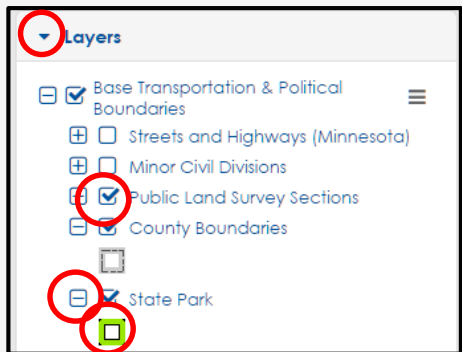 Layers
Base Transportation & Political
Boundaries
Streets and Highways (Minnesota)
Minor Civil Divisions
Public Land Survey Sections
County Boundaries
State Park